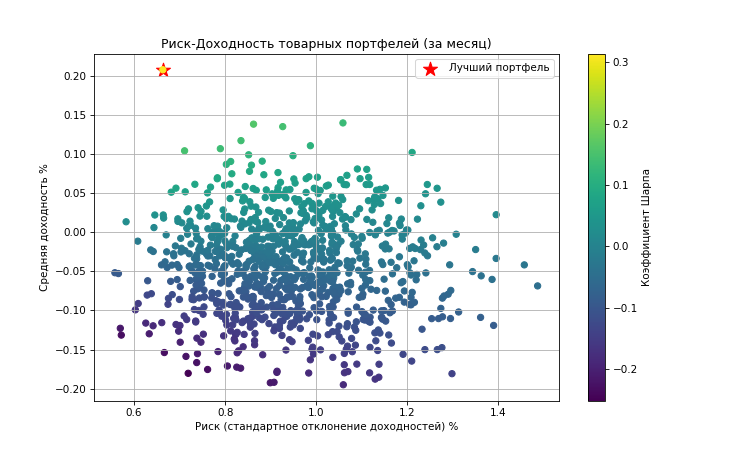 Риск-Доходность товарных портфелей (за месяц)
Лучший портфель
Средняя доходность %
0.20
0.15
0.10
0.05
0.00
−0.05
−0.10
−0.15
−0.20
0.6 0.8 1.0 1.2 1.4
Риск (стандартное отклонение доходностей) %
0.3
0.2
0.1
0.0
−0.1
−0.2
Коэффициент Шарпа